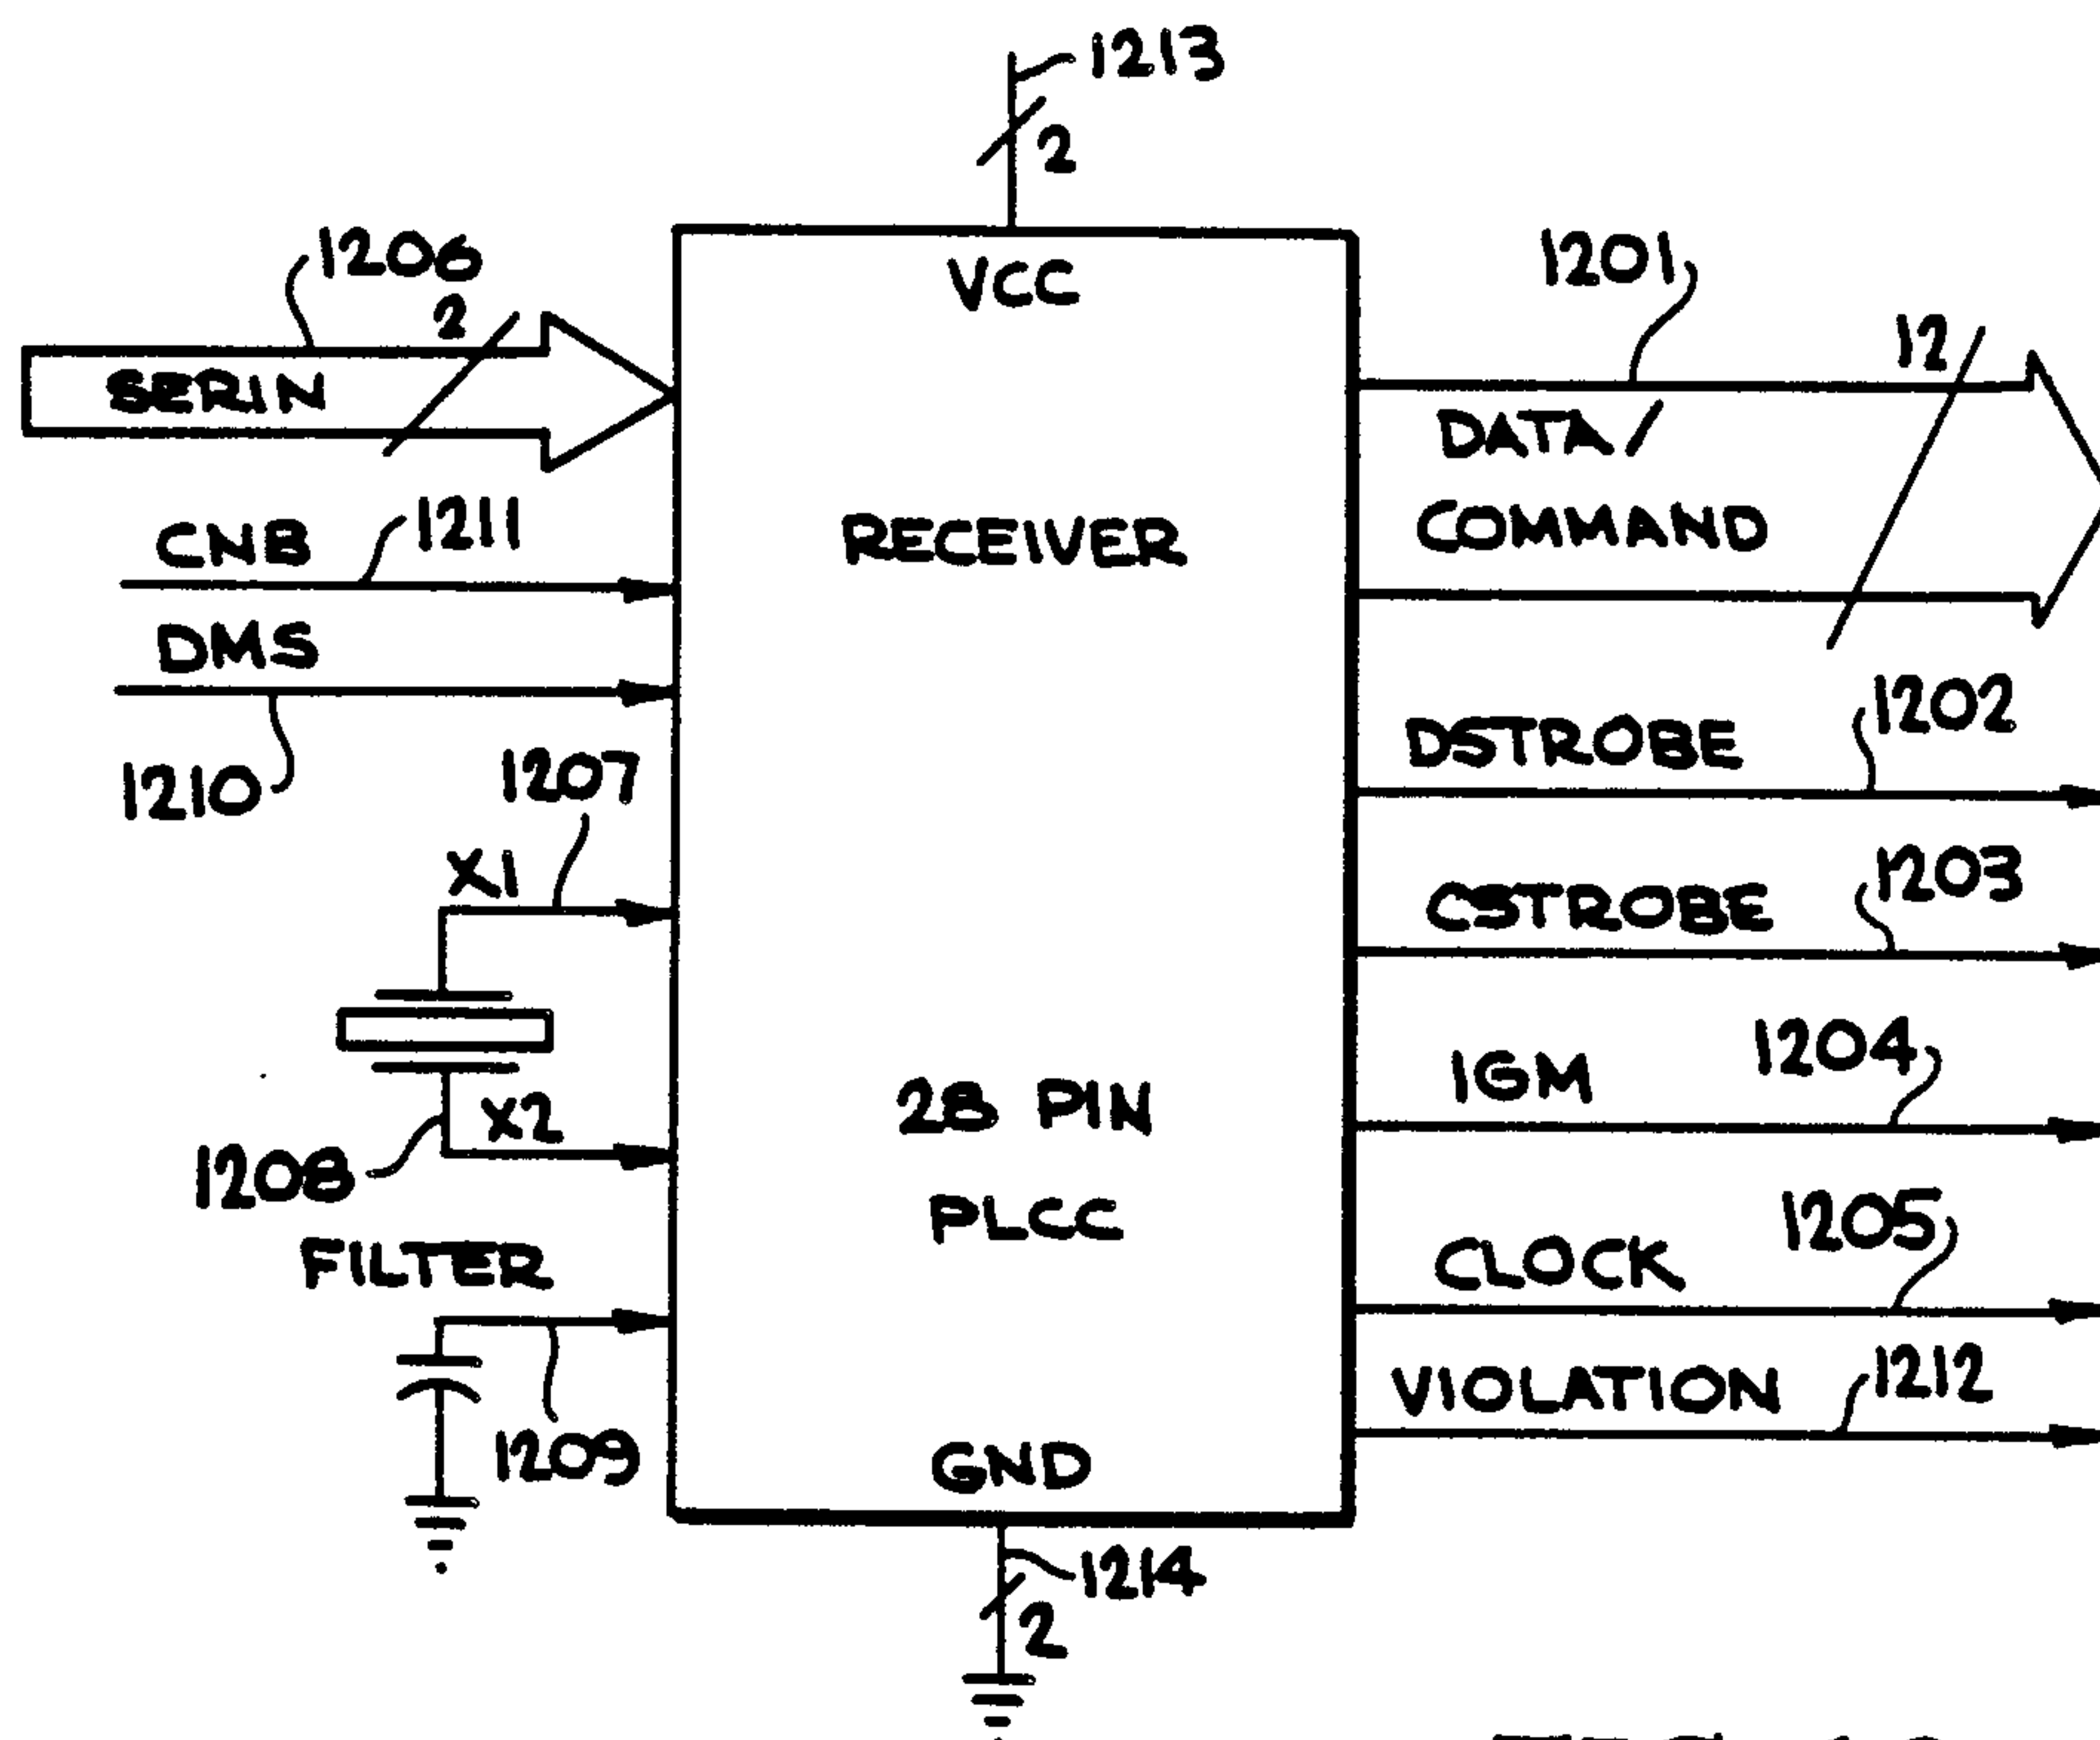 1213
2
1206
2
SERIN
VCC
1201
12
DATA/
COMMAND
CNB
1211
RECEIVER
DMS
1210
DSTROBE
1202
1207
X1
CSTROBE
1203
1208
X2
28 PIN
PLCC
IGM
1204
FILTER
1209
CLOCK
1205
VIOLATION
1212
GND
1214
2